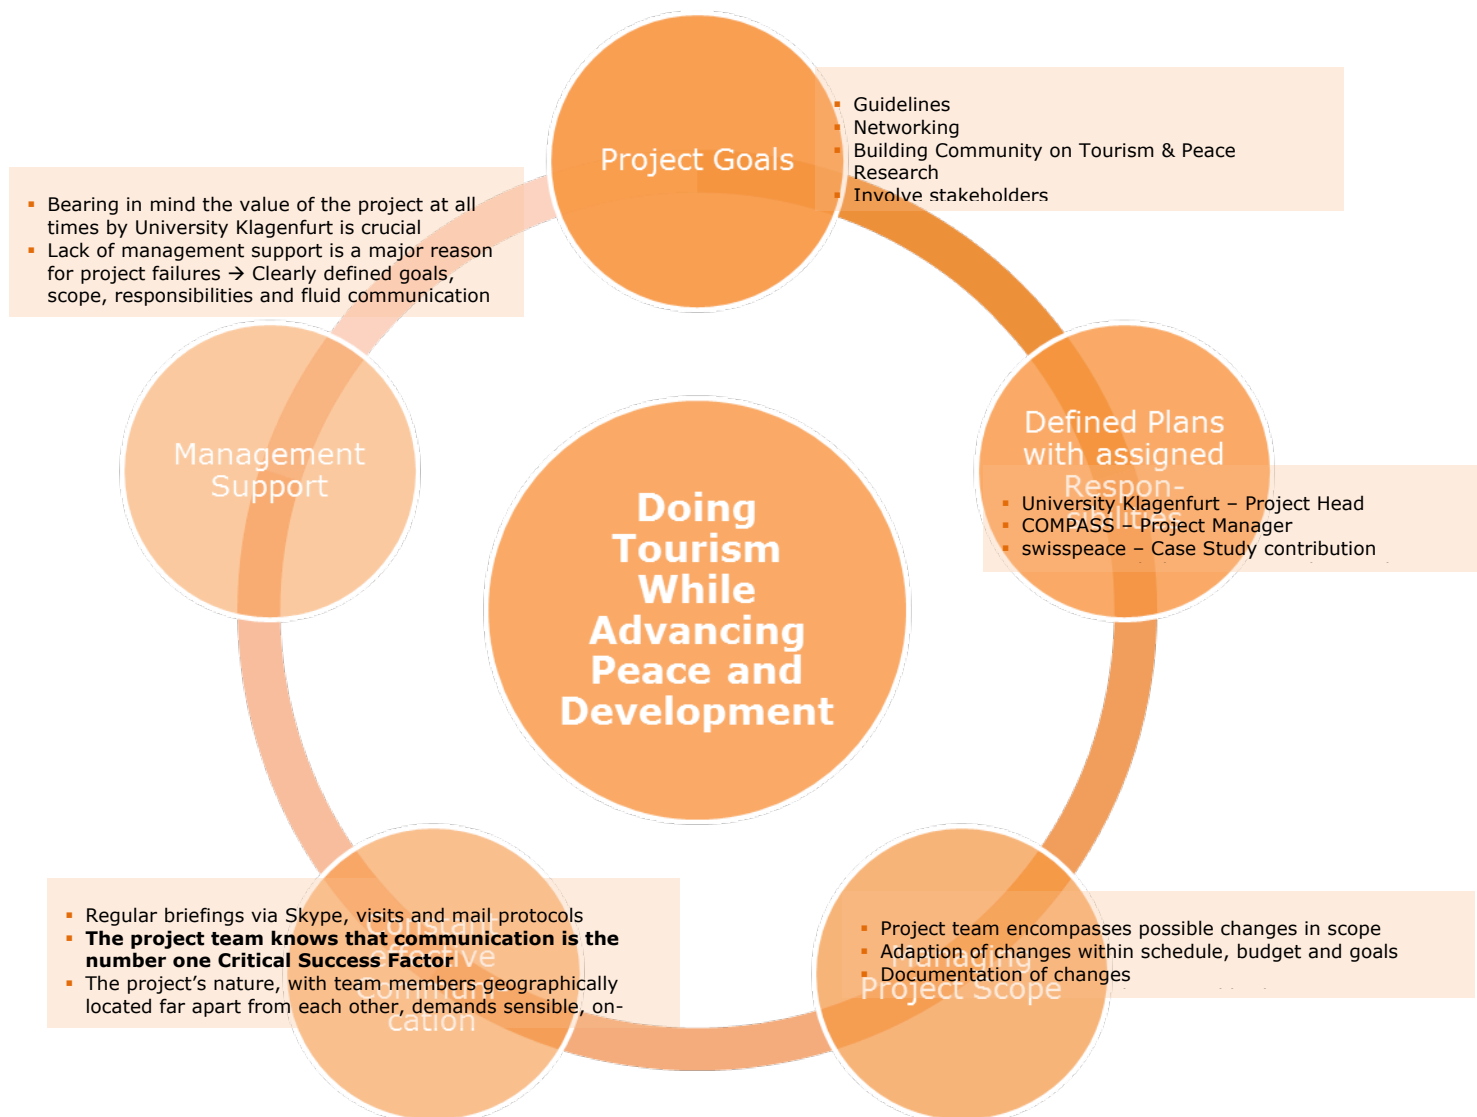 Project Goals
Guidelines
Networking
Building Community on Tourism & Peace
Research
Involve stakeholders
Bearing in mind the value of the project at all
times by University Klagenfurt is crucial
Lack of management support is a major reason
for project failures → Clearly defined goals,
scope, responsibilities and fluid communication
Management
Support
Defined Plans
with assigned
Respon-
sibilities
University Klagenfurt – Project Head
COMPASS – Project Manager
swisspeace – Case Study contribution
Doing
Tourism
While
Advancing
Peace and
Development
Constant
effective
Communi-
cation
Regular briefings via Skype, visits and mail protocols
The project team knows that communication is the
number one Critical Success Factor
The project's nature, with team members geographically
located far apart from each other, demands sensible, on-
Managing
Project Scope
Project team encompasses possible changes in scope
Adaption of changes within schedule, budget and goals
Documentation of changes